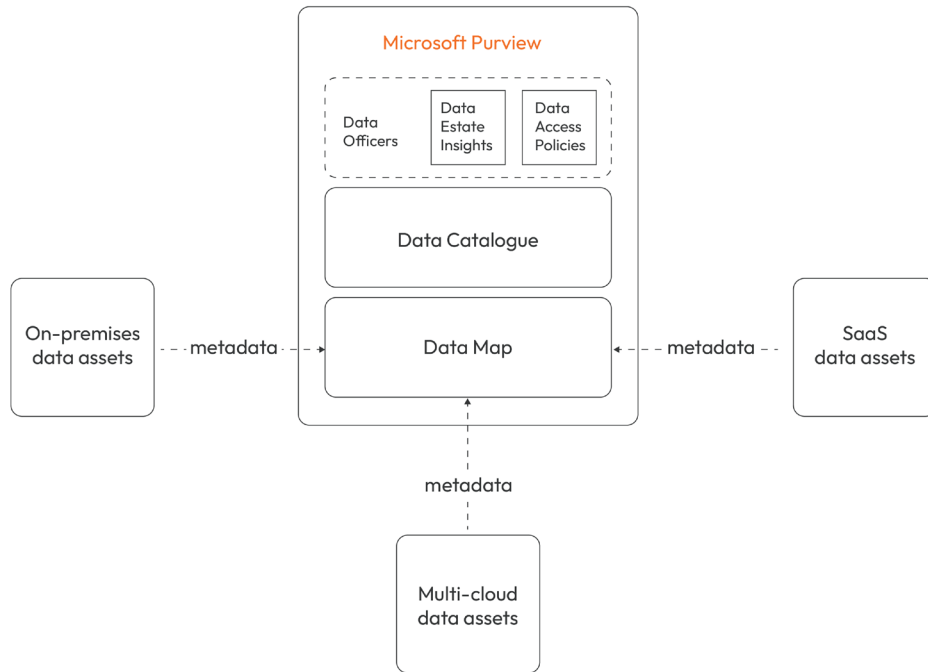 Microsoft Purview
Data
Officers
Data
Estate
Insights
Data
Access
Policies
Data Catalogue
On-premises
data assets
metadata
Data Map
metadata
SaaS
data assets
metadata
Multi-cloud
data assets